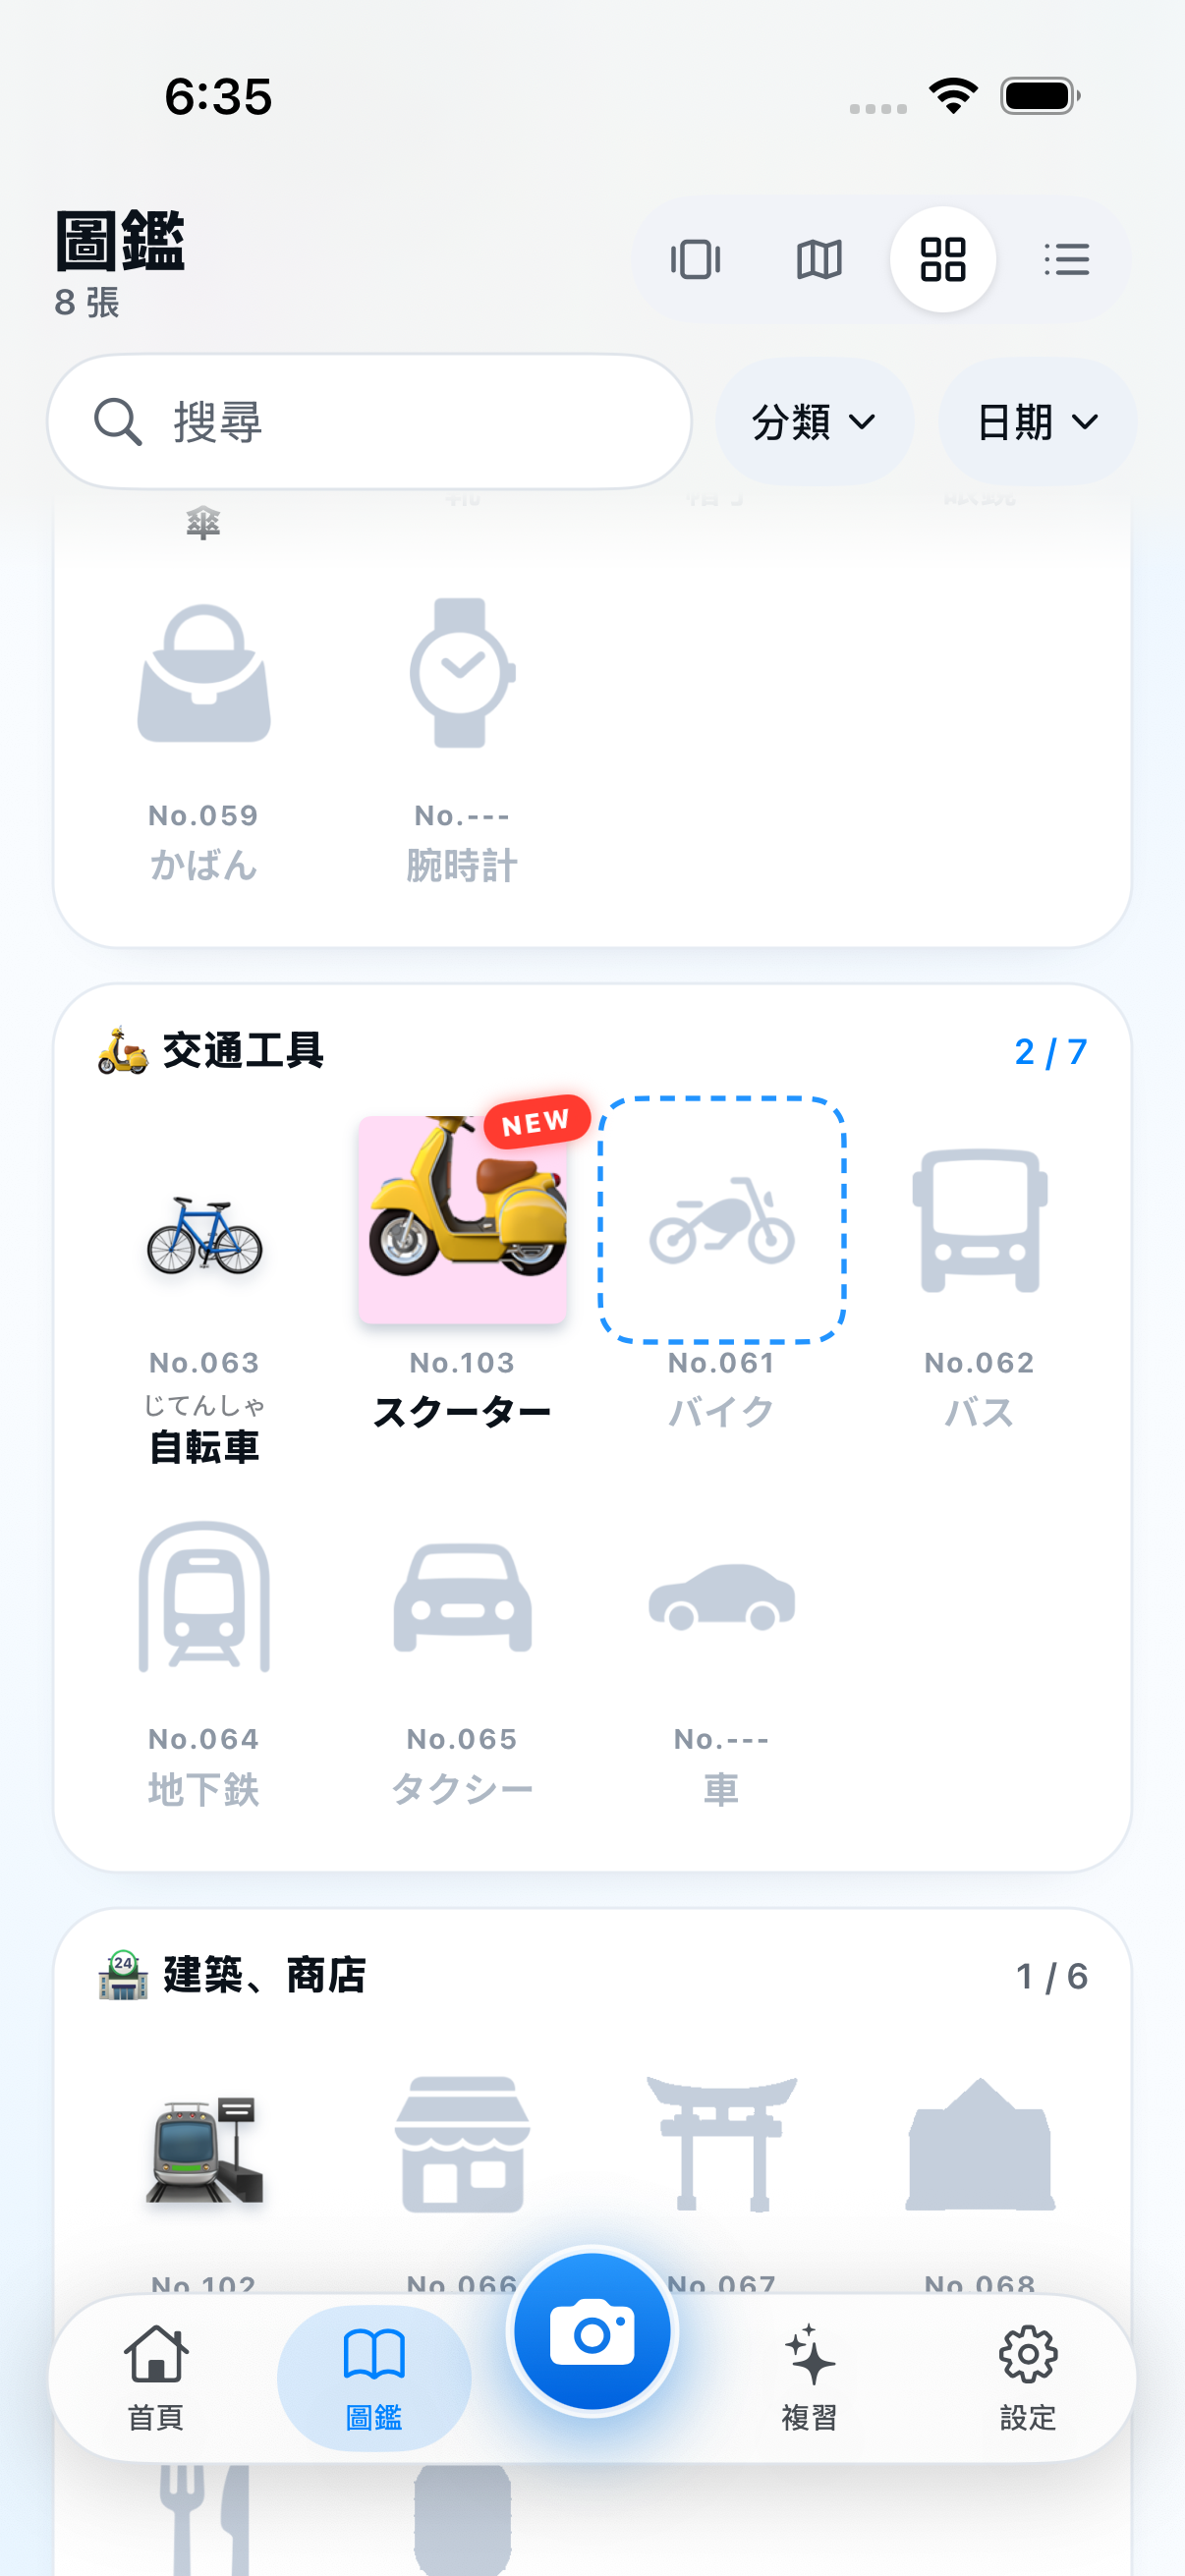 6:35
圖鑑
8 張
搜尋
分類
日期
傘
No.059
No.---
かばん
腕時計
交通工具
2 / 7
NEW
No.063
No.103
No.061
No.062
じてんしゃ
自転車
スクーター
バイク
バス
No.064
No.065
No.---
地下鉄
タクシー
車
24
建築、商店
1 / 6
No.102
No.066
No.067
No.068
首頁
圖鑑
複習
設定